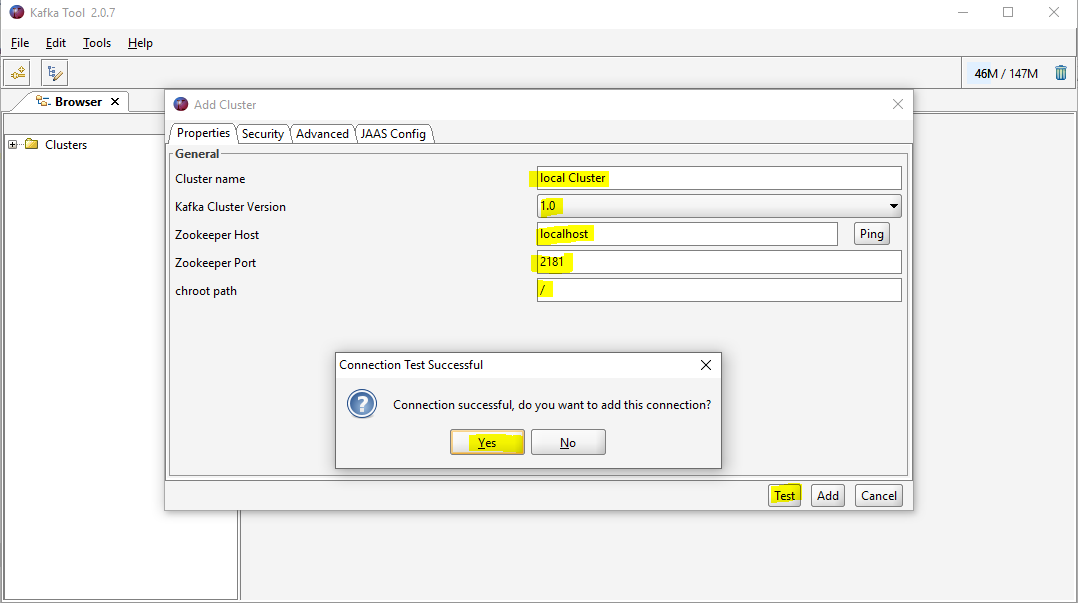 Kafka Tool 2.0.7
File Edit Tools Help
46M / 147M
Browser
Clusters
Add Cluster
Properties Security Advanced JAAS Config
General
Cluster name local Cluster
Kafka Cluster Version 1.0
Zookeeper Host localhost Ping
Zookeeper Port 2181
chroot path /
Connection Test Successful
Connection successful, do you want to add this connection?
Yes No
Test Add Cancel